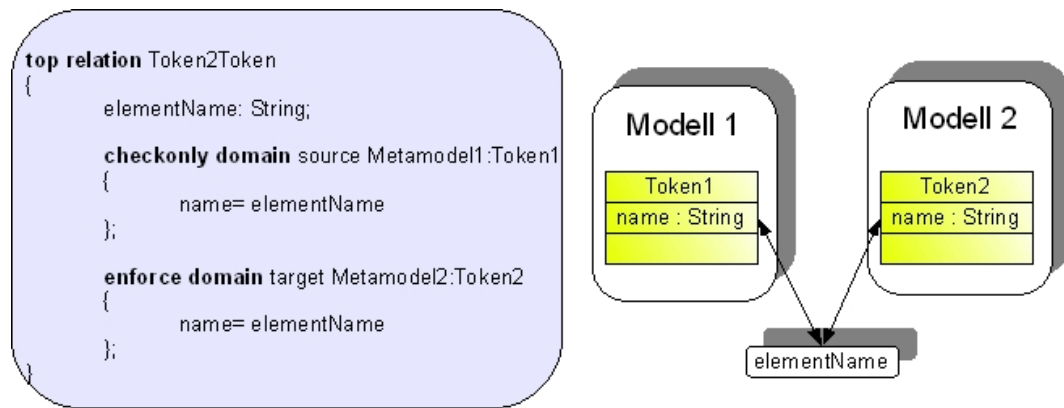 top relation Token2Token
{
elementName: String;
checkonly domain source Metamodel1:Token1
{
name= elementName
};
enforce domain target Metamodel2:Token2
{
name= elementName
};
}
Modell 1
Token1
name : String
Modell 2
Token2
name : String
elementName